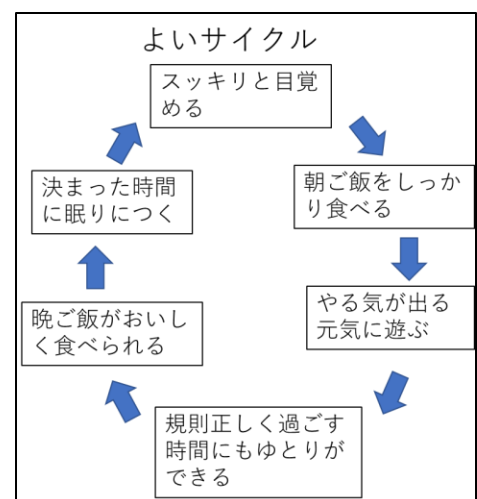 よいサイクル
スッキリと目覚
める
朝ご飯をしっか
り食べる
やる気が出る
元気に遊ぶ
規則正しく過ごす
時間にもゆとりが
できる
晩ご飯がおいし
く食べられる
決まった時間
に眠りにつく